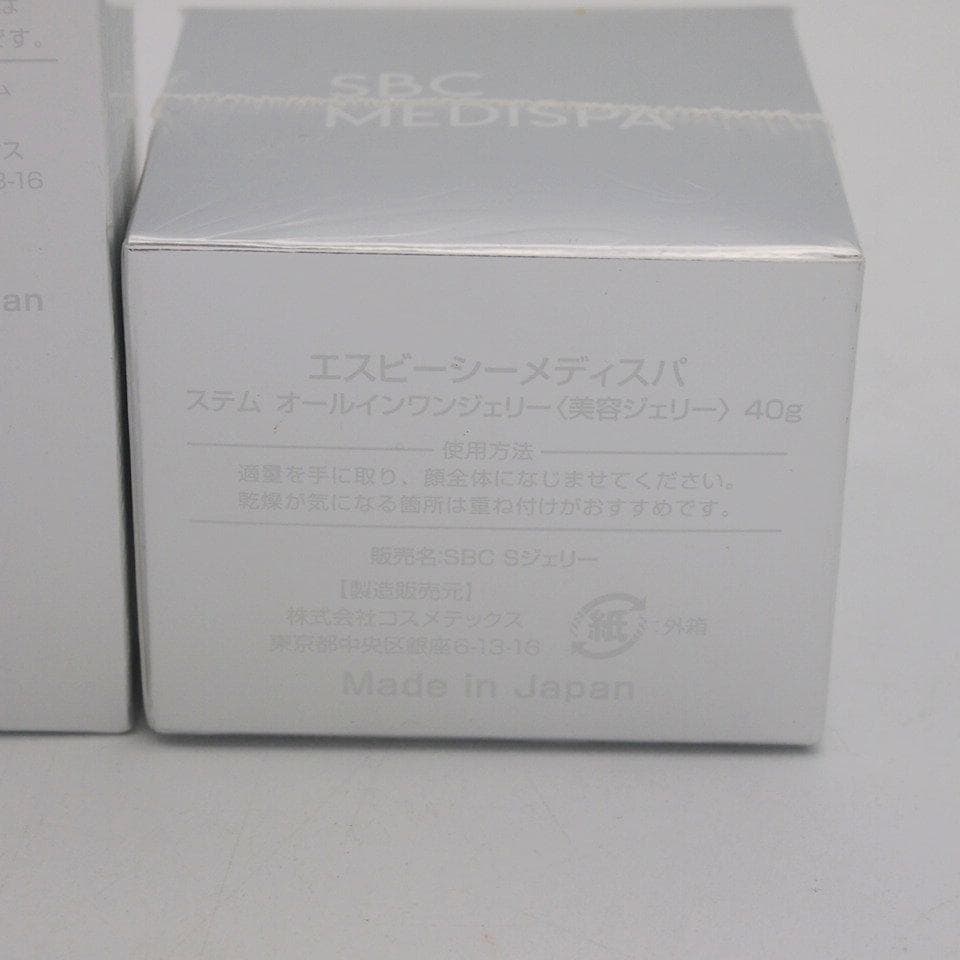 です。
ス
3-16
an
SBC
MEDISPA
エスビーシーメディスパ
ステム オールインワンジェリー〈美容ジェリー〉 40g
使用方法
適量を手に取り、顔全体になじませてください。
乾燥が気になる箇所は重ね付けがおすすめです。
販売名:SBC Sジェリー
【製造販売元】
株式会社コスメテックス
東京都中央区銀座6-13-16
紙 外箱
Made in Japan